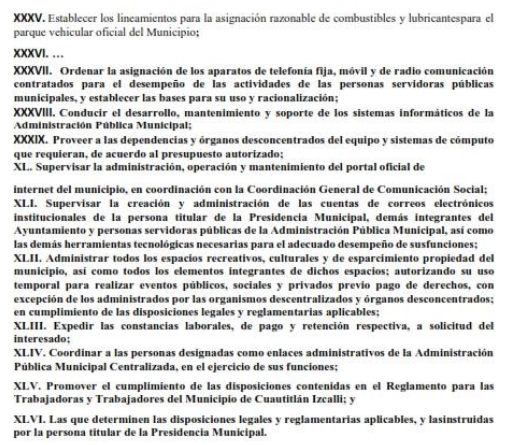 XXXV. Establecer los lineamientos para la asignación razonable de combustibles y lubricantespara el
parque vehicular oficial del Municipio;
XXXVI. ...
XXXVII. Ordenar la asignación de los aparatos de telefonía fija, móvil y de radio comunicación
contratados para el desempeño de las actividades de las personas servidoras públicas
municipales, y establecer las bases para su uso y racionalización;
XXXVIII. Conducir el desarrollo, mantenimiento y soporte de los sistemas informáticos de la
Administración Pública Municipal;
XXXIX. Proveer a las dependencias y órganos desconcentrados del equipo y sistemas de cómputo
que requieran, de acuerdo al presupuesto autorizado;
XL. Supervisar la administración, operación y mantenimiento del portal oficial de
internet del municipio, en coordinación con la Coordinación General de Comunicación Social;
XLI. Supervisar la creación y administración de las cuentas de correos electrónicos
institucionales de la persona titular de la Presidencia Municipal, demás integrantes del
Ayuntamiento y personas servidoras públicas de la Administración Pública Municipal, así como
las demás herramientas tecnológicas necesarias para el adecuado desempeño de susfunciones;
XLII. Administrar todos los espacios recreativos, culturales y de esparcimiento propiedad del
municipio, así como todos los elementos integrantes de dichos espacios; autorizando su uso
temporal para realizar eventos públicos, sociales y privados previo pago de derechos, con
excepción de los administrados por los organismos descentralizados y órganos desconcentrados;
en cumplimiento de las disposiciones legales y reglamentarias aplicables;
XLIII. Expedir las constancias laborales, de pago y retención respectiva, a solicitud del
interesado;
XLIV. Coordinar a las personas designadas como enlaces administrativos de la Administración
Pública Municipal Centralizada, en el ejercicio de sus funciones;
XLV. Promover el cumplimiento de las disposiciones contenidas en el Reglamento para las
Trabajadoras y Trabajadores del Municipio de Cuautitlán Izcalli; y
XLVI. Las que determinen las disposiciones legales y reglamentarias aplicables, y lasinstruidas
por la persona titular de la Presidencia Municipal.